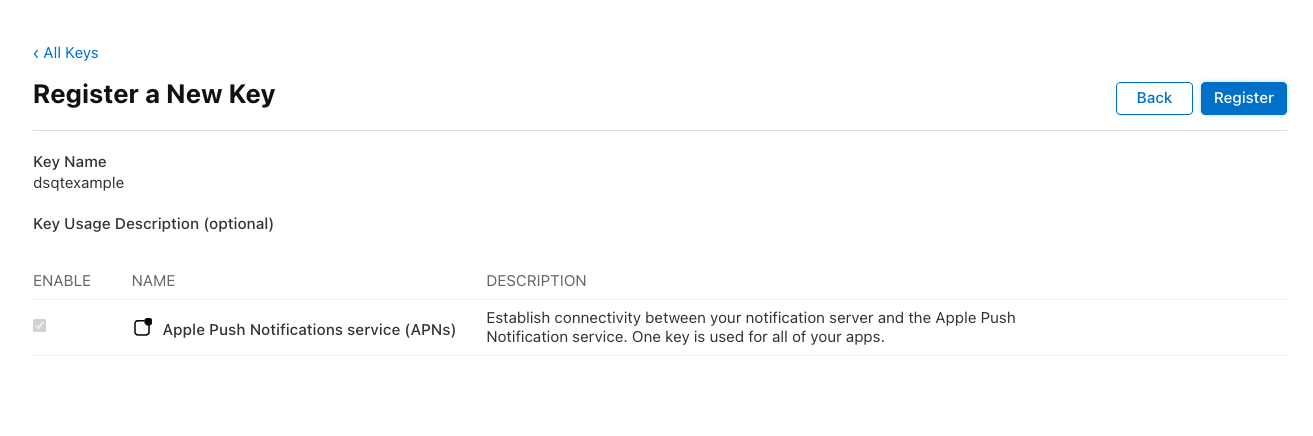 ‹ All Keys
Register a New Key
Back
Register
Key Name
dsqtexample
Key Usage Description (optional)
ENABLE NAME DESCRIPTION
Apple Push Notifications service (APNs)
Establish connectivity between your notification server and the Apple Push
Notification service. One key is used for all of your apps.